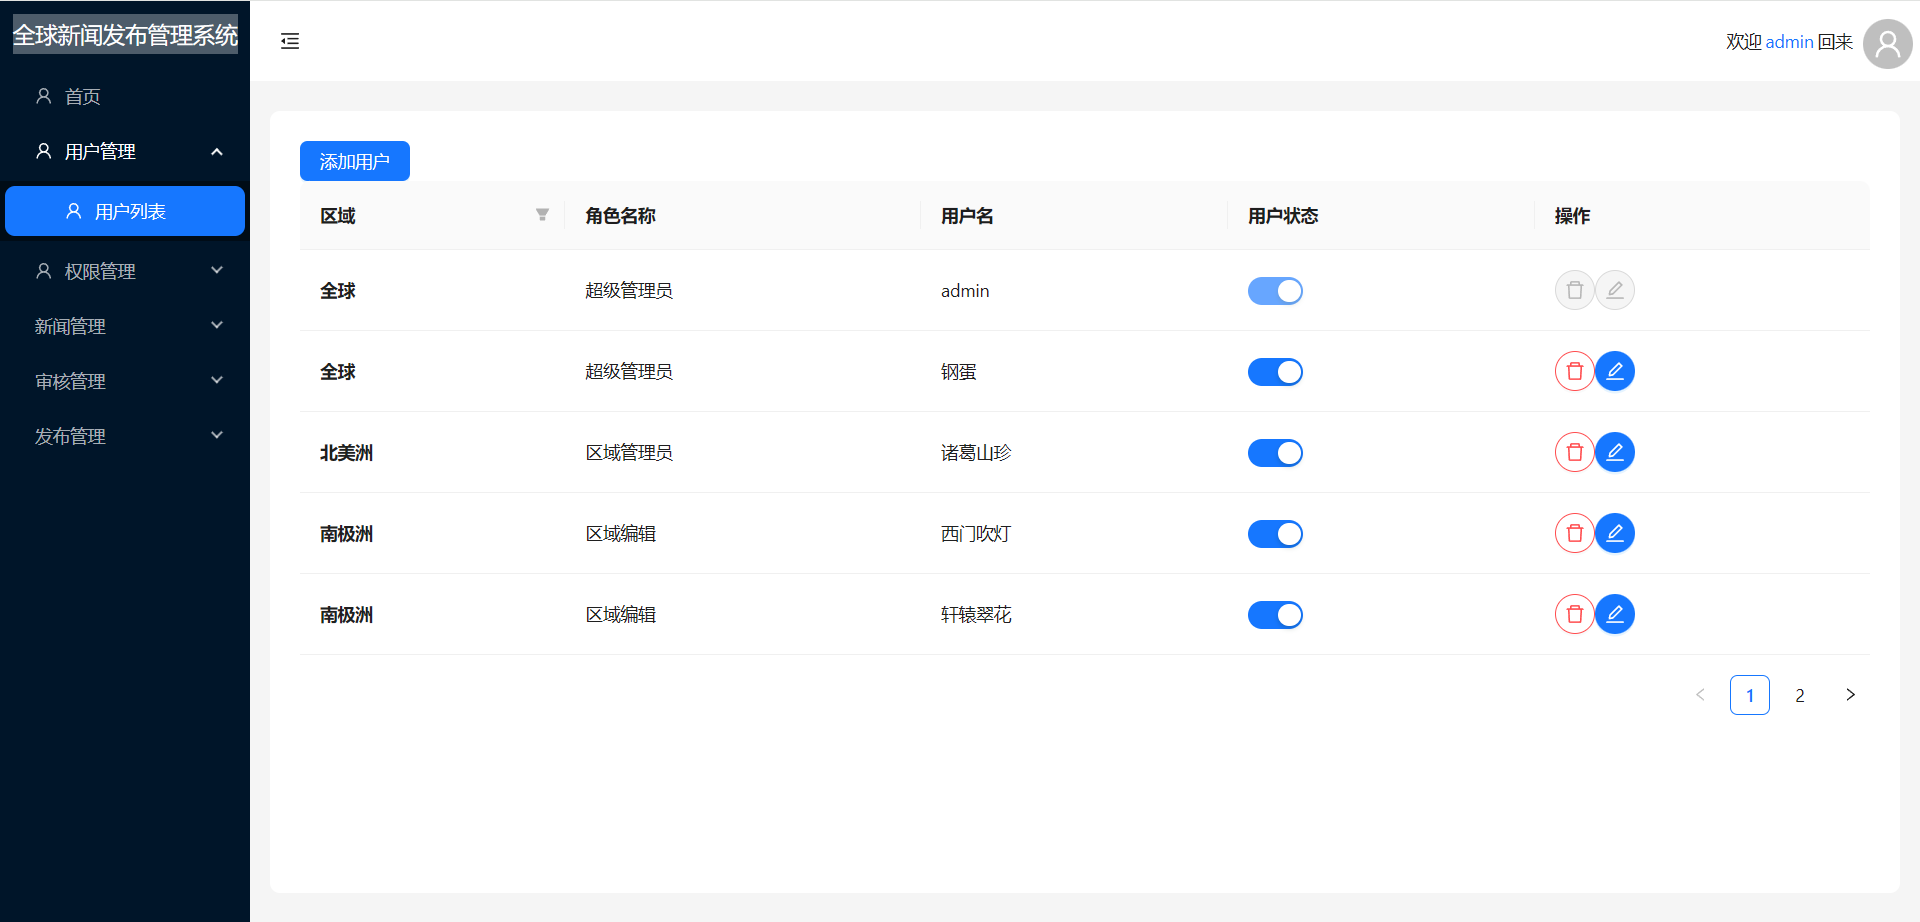 全球新闻发布管理系统
首页
用户管理
用户列表
权限管理
新闻管理
审核管理
发布管理
欢迎 admin 回来
添加用户
区域 角色名称 用户名 用户状态 操作
全球 超级管理员 admin
全球 超级管理员 钢蛋
北美洲 区域管理员 诸葛山珍
南极洲 区域编辑 西门吹灯
南极洲 区域编辑 轩辕翠花
1 2